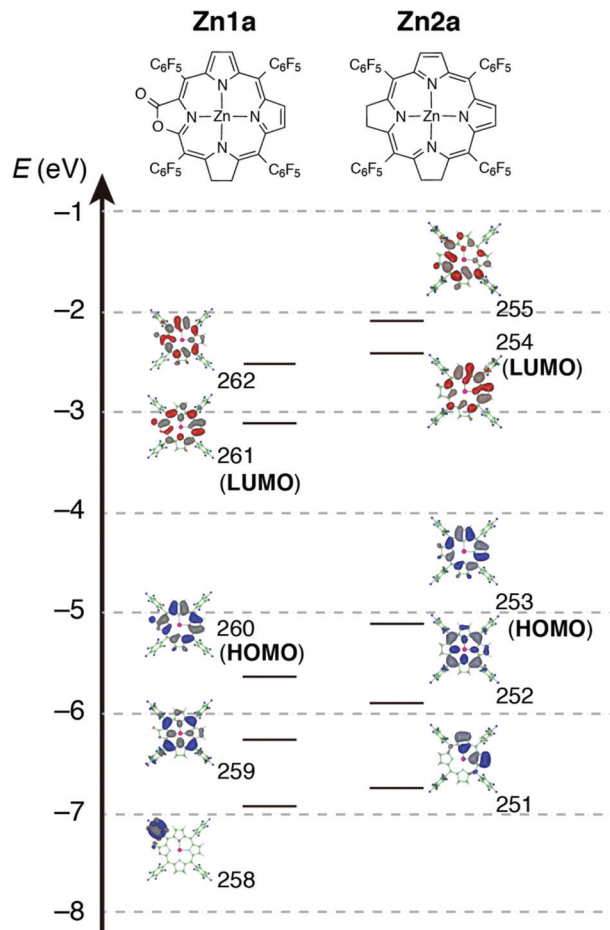 Zn1a Zn2a
C6F5 C6F5 C6F5 C6F5
O
N N
N Zn N N Zn N
O
N N
C6F5 C6F5 C6F5 C6F5
E (eV)
–1
–2
255
254
(LUMO)
262
–3
261
(LUMO)
–4
–5
253
(HOMO)
260
(HOMO)
252
–6
259
251
–7
258
–8